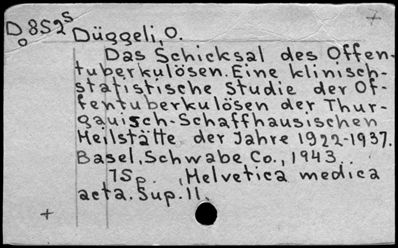 D 852 s
Düggeli, O.
Das Schicksal des Offen-
tuberkulösen. Eine klinisch-
statistische Studie der Of-
fentuberkulösen der Thur-
gauisch-Schaffhausischen
Heilstätte der Jahre 1922-1937.
Basel, Schwabe Co., 1943.
75p. , Helvetica medica
acta. Sup. 11.